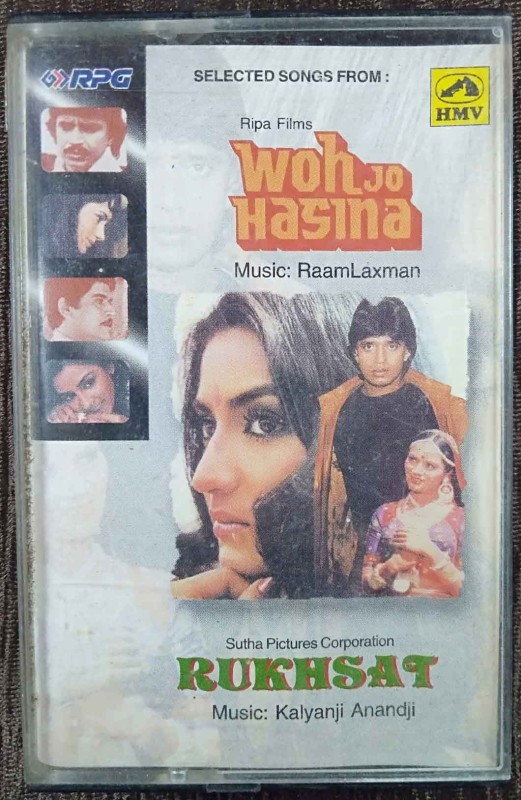 RPG
SELECTED SONGS FROM :
HMV
Ripa Films
Woh Jo
Hasina
Music: RaamLaxman
Sutha Pictures Corporation
RUKHSAT
Music: Kalyanji Anandji